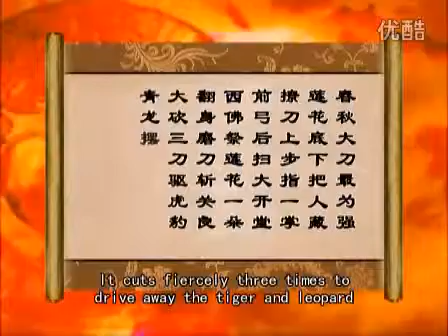 优酷
春秋大刀最为强
莲花底下把人藏
撩刀上步指一掌
前弓后扫大开堂
西佛祭莲花一朵
翻身磨刀斩关良
大砍三刀驱虎豹
青龙摆
It cuts fiercely three times to
drive away the tiger and leopard